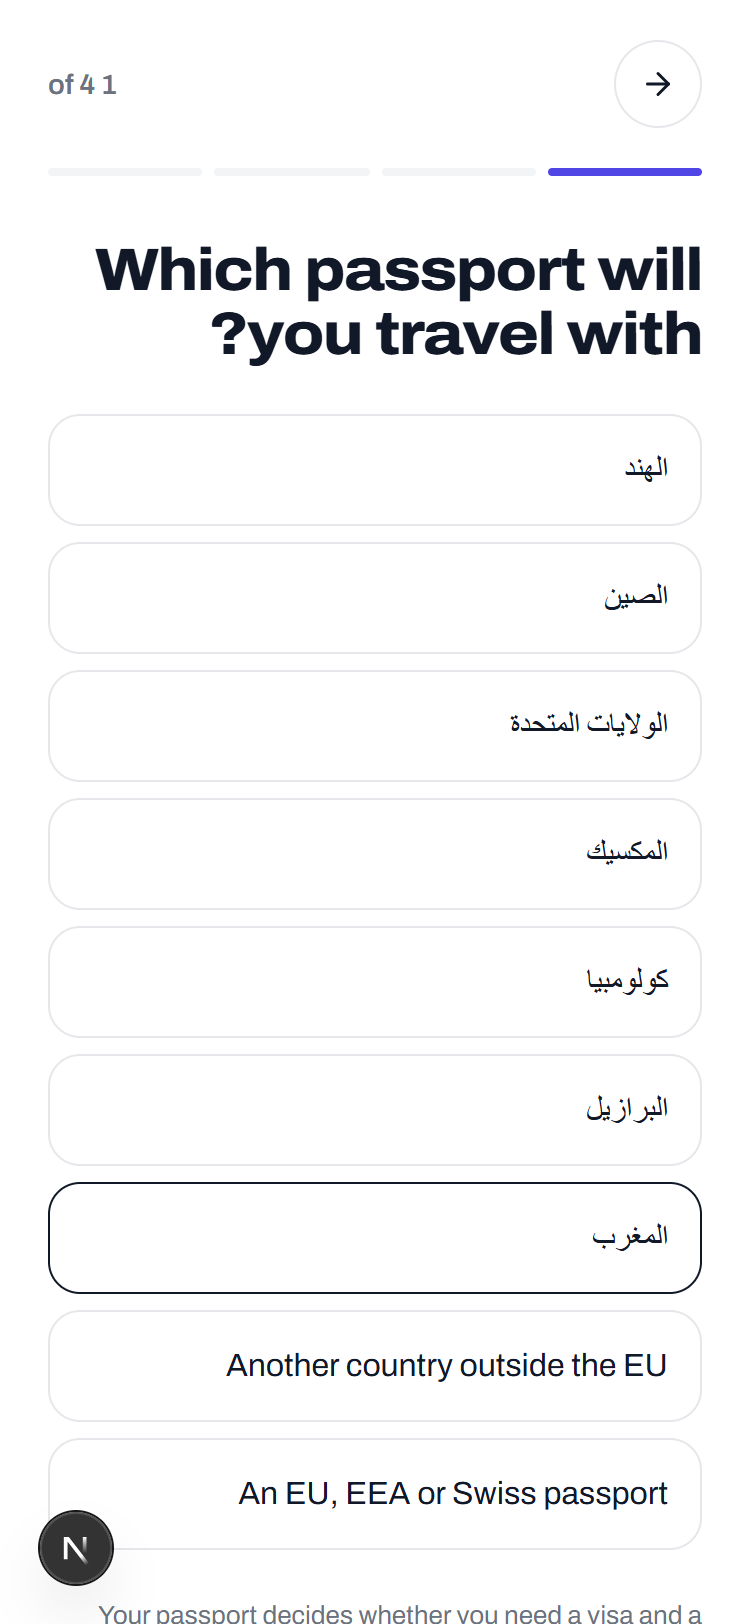 of 4 1
Which passport will
?you travel with
الهند
الصين
الولايات المتحدة
المكسيك
كولومبيا
البرازيل
المغرب
Another country outside the EU
An EU, EEA or Swiss passport
N
Your passport decides whether you need a visa and a